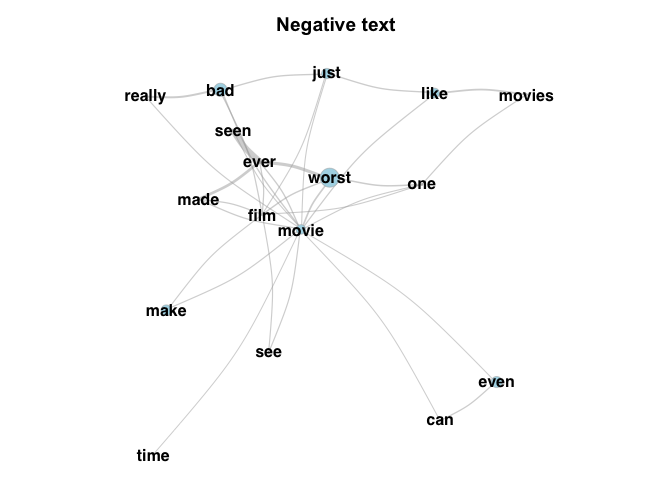 Negative text
just
really
bad
like
movies
seen
ever
worst
one
made
film
movie
make
see
even
can
time